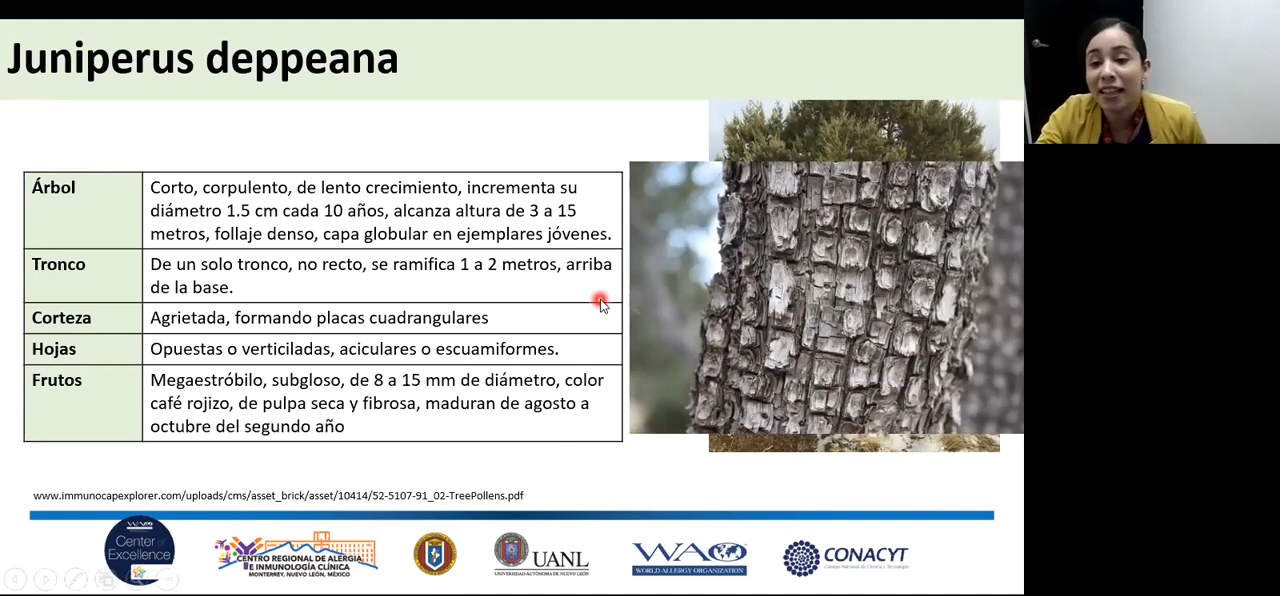 Juniperus deppeana
Árbol
Corto, corpulento, de lento crecimiento, incrementa su
diámetro 1.5 cm cada 10 años, alcanza altura de 3 a 15
metros, follaje denso, capa globular en ejemplares jóvenes.
Tronco
De un solo tronco, no recto, se ramifica 1 a 2 metros, arriba
de la base.
Corteza
Agrietada, formando placas cuadrangulares
Hojas
Opuestas o verticiladas, aciculares o escuamiformes.
Frutos
Megaestróbilo, subgloso, de 8 a 15 mm de diámetro, color
café rojizo, de pulpa seca y fibrosa, maduran de agosto a
octubre del segundo año
www.immunocapexplorer.com/uploads/cms/asset_brick/asset/10414/52-5107-91_02-TreePollens.pdf
WAO
Center of
Excellence
CENTRO REGIONAL DE ALERGIA
E INMUNOLOGÍA CLÍNICA
MONTERREY, NUEVO LEÓN, MÉXICO
UANL
UNIVERSIDAD AUTÓNOMA DE NUEVO LEÓN
WAO
WORLD ALLERGY ORGANIZATION
CONACYT
Consejo Nacional de Ciencia y Tecnología